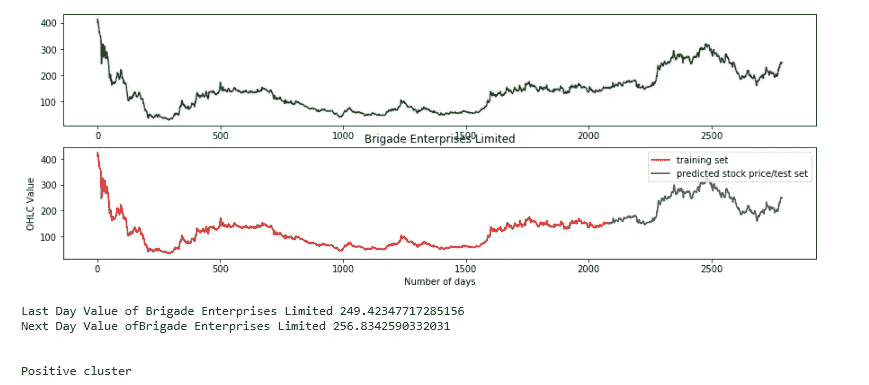 400
300
200
100
0 500 1000 1500 2000 2500
Brigade Enterprises Limited
400
300
200
100
OHLC Value
training set
predicted stock price/test set
0 500 1000 1500 2000 2500
Number of days
Last Day Value of Brigade Enterprises Limited 249.42347717285156
Next Day ValueofBrigade Enterprises Limited 256.8342590332031
Positive cluster